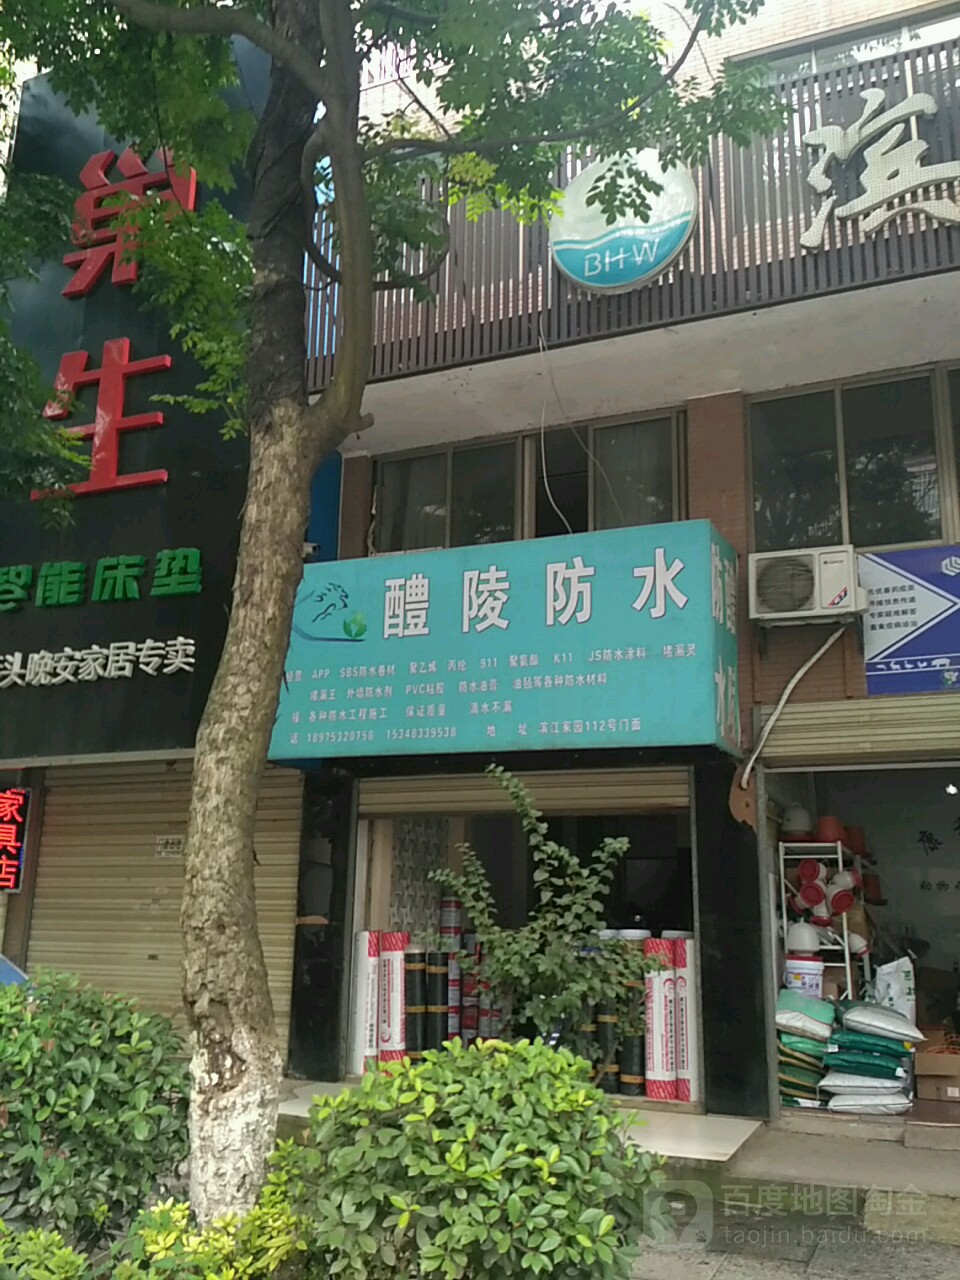 滨
BHW
巢
生
智能床垫
头晚安家居专卖
家具店
醴陵防水
APP SBS防水卷材 聚乙烯 丙纶 911 聚氨酯 K11 JS防水涂料 堵漏灵
堵漏王 外墙防水剂 PVC粘胶 防水油膏 油毡等各种防水材料
接 各种防水工程施工 保证质量 滴水不漏
话 18975320758 15348339538 地 址 滨江家园112号门面
百度地图淘金
taojin.baidu.com